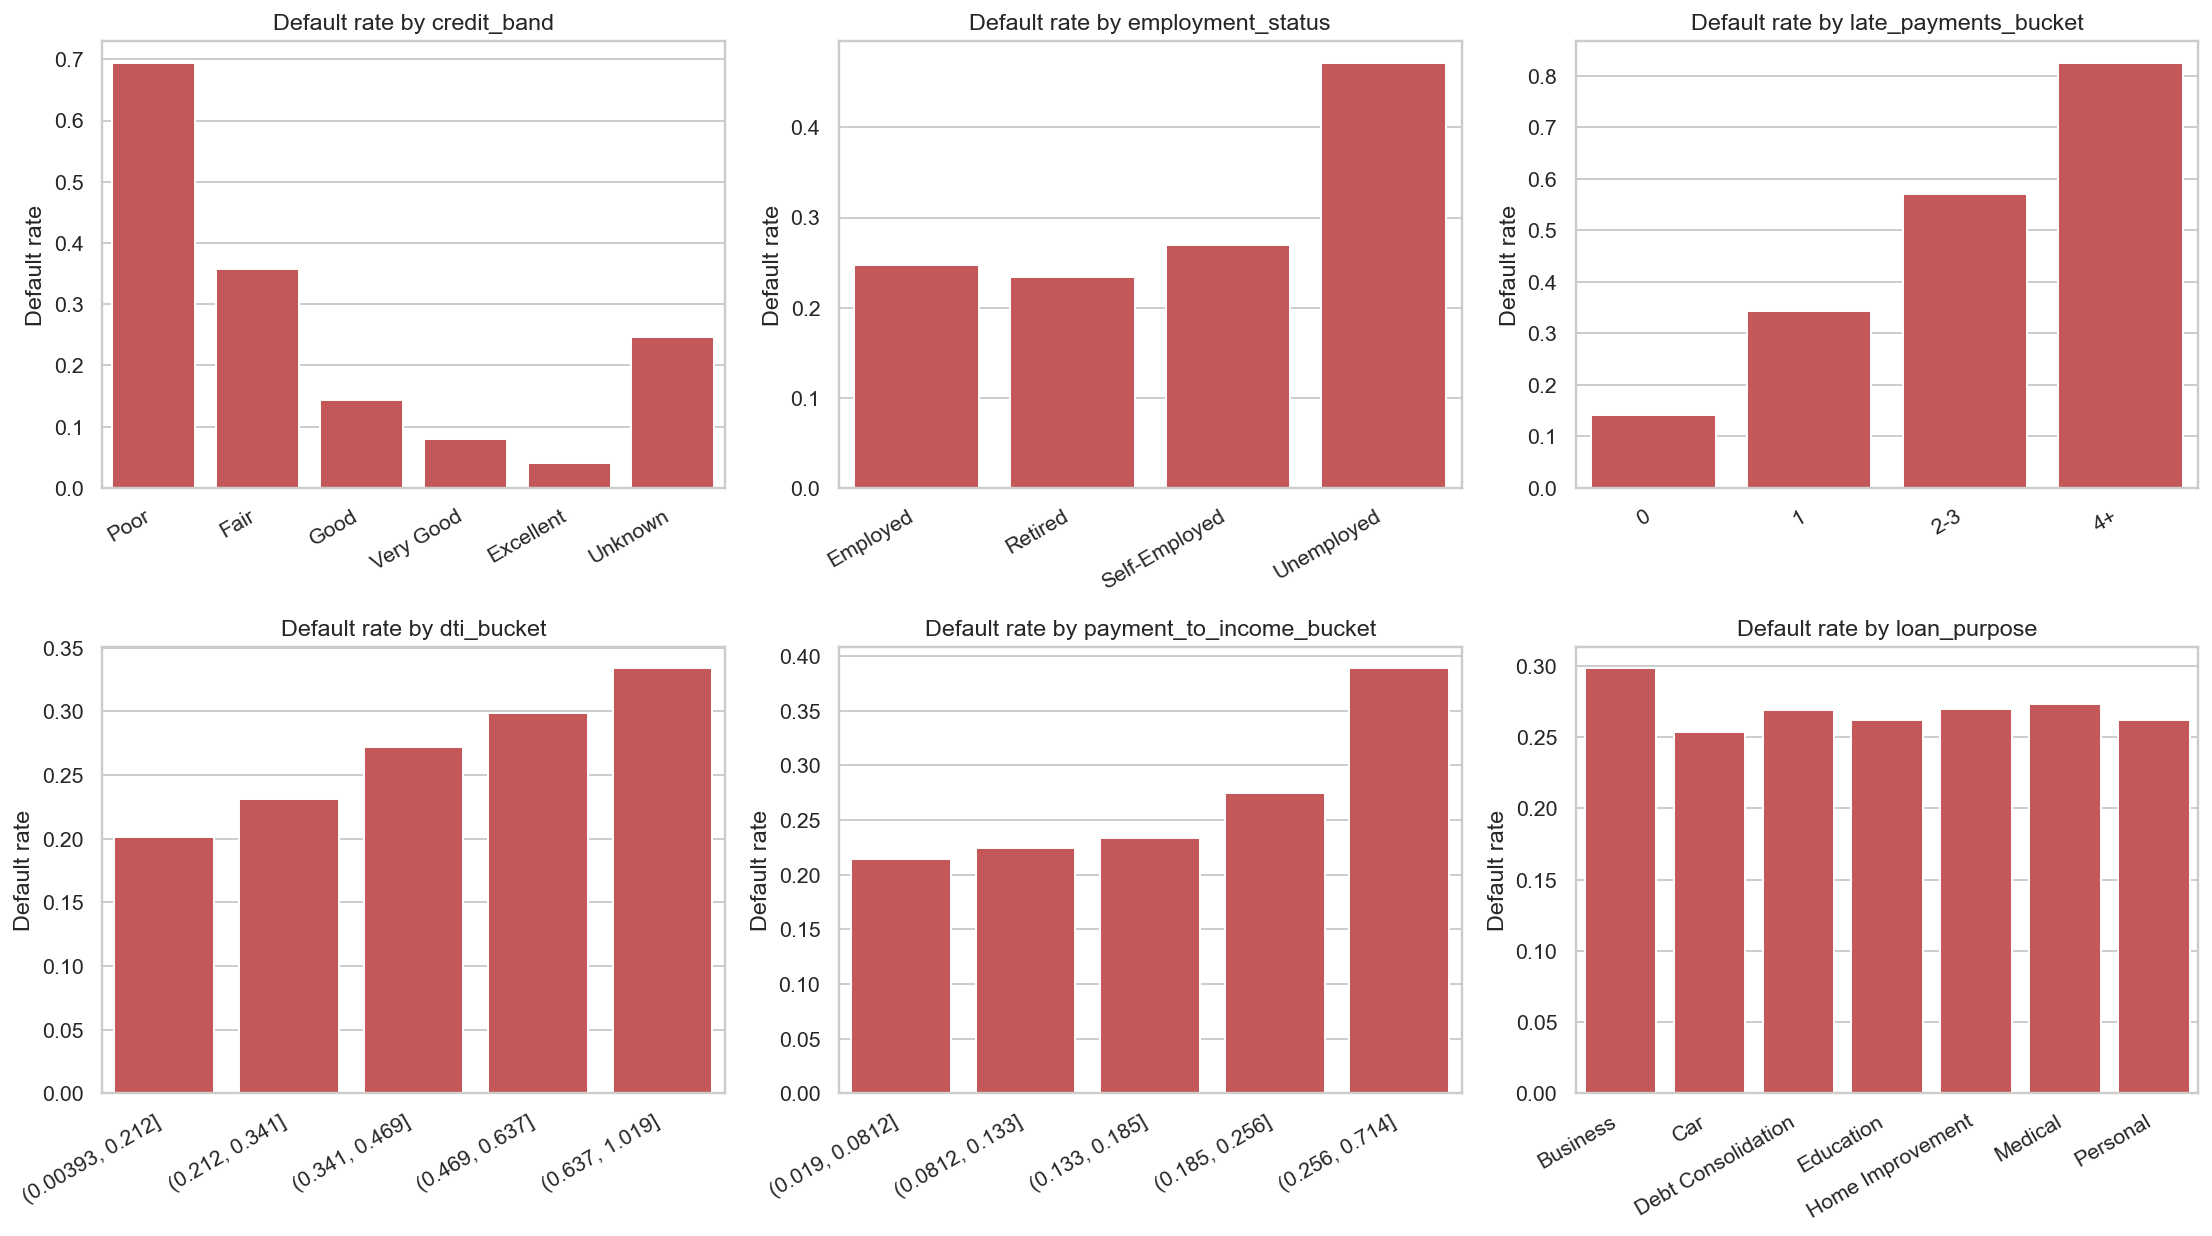 Default rate by credit_band
Default rate
0.7
0.6
0.5
0.4
0.3
0.2
0.1
0.0
Poor
Fair
Good
Very Good
Excellent
Unknown
Default rate by employment_status
Default rate
0.4
0.3
0.2
0.1
0.0
Employed
Retired
Self-Employed
Unemployed
Default rate by late_payments_bucket
Default rate
0.8
0.7
0.6
0.5
0.4
0.3
0.2
0.1
0.0
0
1
2-3
4+
Default rate by dti_bucket
Default rate
0.35
0.30
0.25
0.20
0.15
0.10
0.05
0.00
(0.00393, 0.212]
(0.212, 0.341]
(0.341, 0.469]
(0.469, 0.637]
(0.637, 1.019]
Default rate by payment_to_income_bucket
Default rate
0.40
0.35
0.30
0.25
0.20
0.15
0.10
0.05
0.00
(0.019, 0.0812]
(0.0812, 0.133]
(0.133, 0.185]
(0.185, 0.256]
(0.256, 0.714]
Default rate by loan_purpose
Default rate
0.30
0.25
0.20
0.15
0.10
0.05
0.00
Business
Car
Debt Consolidation
Education
Home Improvement
Medical
Personal